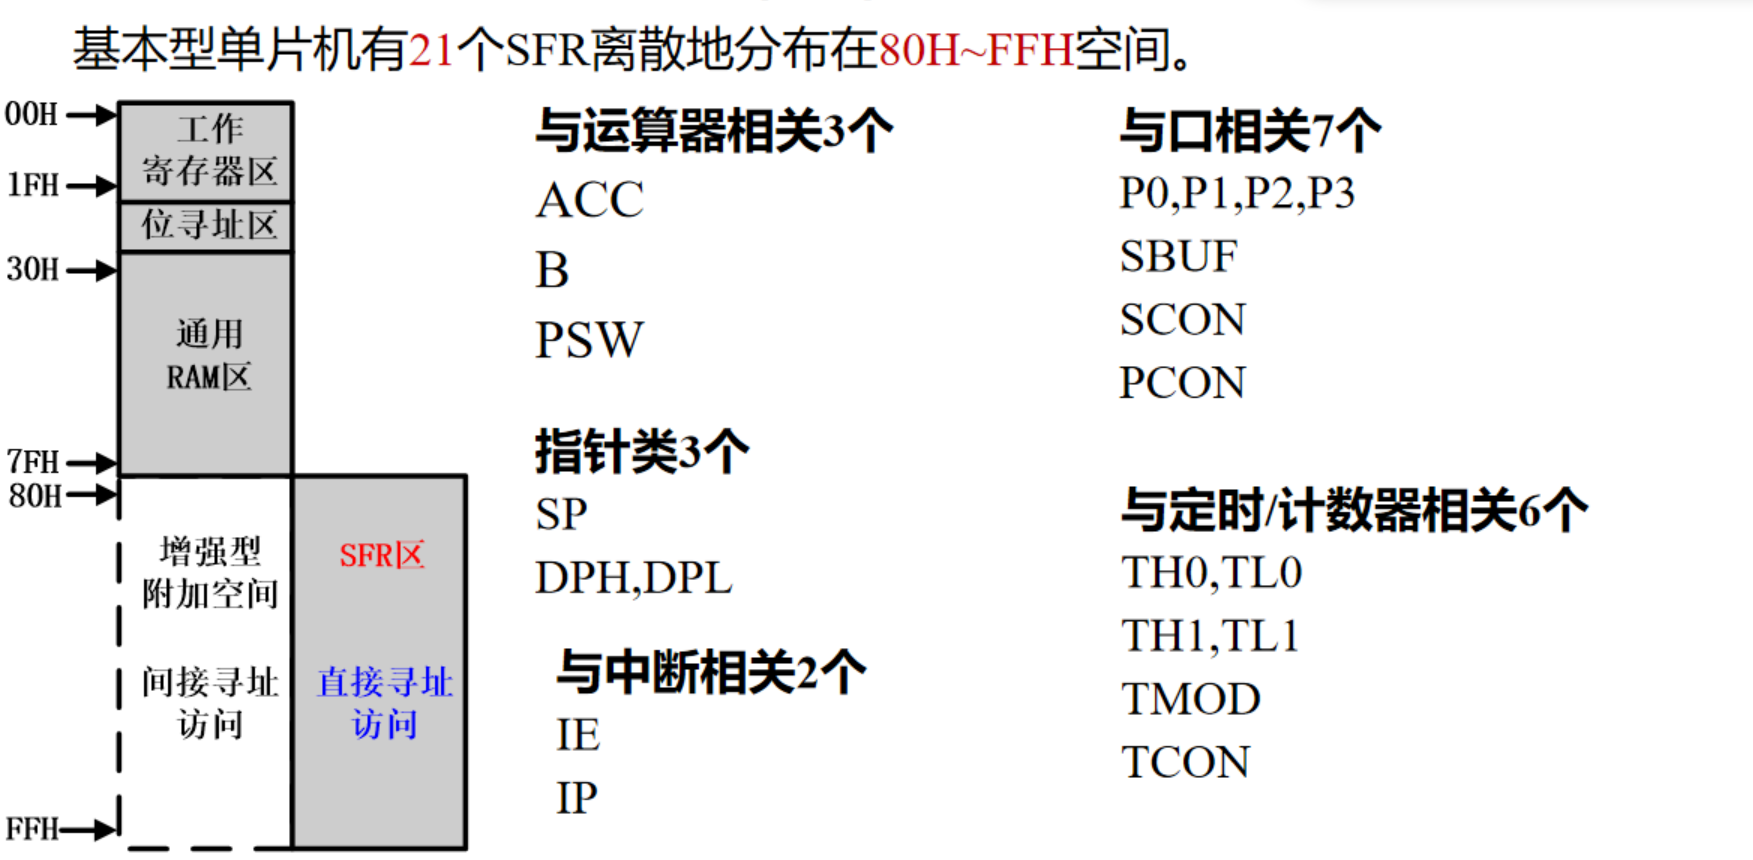 基本型单片机有21个SFR离散地分布在80H~FFH空间。
00H
工作
寄存器区
1FH
位寻址区
30H
通用
RAM区
7FH
80H
增强型
附加空间
间接寻址
访问
FFH
SFR区
直接寻址
访问
与运算器相关3个
ACC
B
PSW
指针类3个
SP
DPH,DPL
与中断相关2个
IE
IP
与口相关7个
P0,P1,P2,P3
SBUF
SCON
PCON
与定时/计数器相关6个
TH0,TL0
TH1,TL1
TMOD
TCON